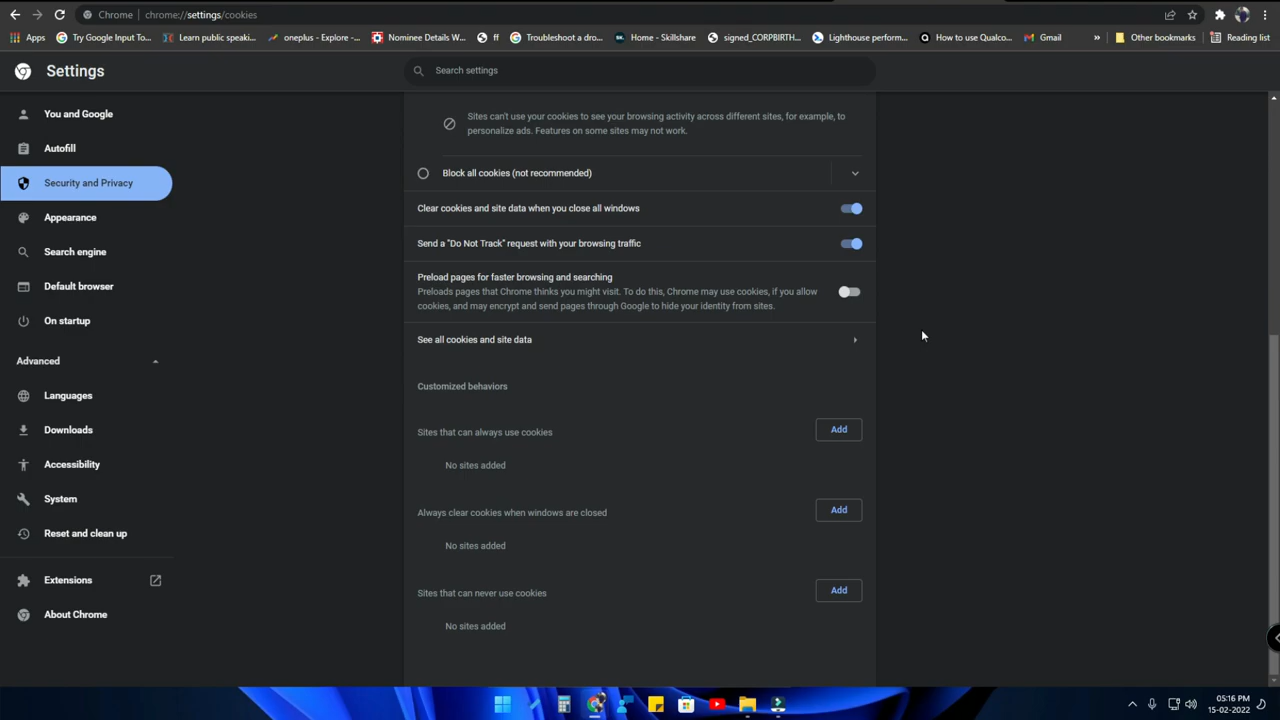 Chrome | chrome://settings/cookies
Apps Try Google Input To... Learn public speaki... oneplus - Explore -... Nominee Details W... ff Troubleshoot a dro... Home - Skillshare signed_CORPBIRTH... Lighthouse perform... How to use Qualco... Gmail » Other bookmarks Reading list
Settings
Search settings
You and Google
Autofill
Security and Privacy
Appearance
Search engine
Default browser
On startup
Advanced
Languages
Downloads
Accessibility
System
Reset and clean up
Extensions
About Chrome
Sites can't use your cookies to see your browsing activity across different sites, for example, to
personalize ads. Features on some sites may not work.
Block all cookies (not recommended)
Clear cookies and site data when you close all windows
Send a "Do Not Track" request with your browsing traffic
Preload pages for faster browsing and searching
Preloads pages that Chrome thinks you might visit. To do this, Chrome may use cookies, if you allow
cookies, and may encrypt and send pages through Google to hide your identity from sites.
See all cookies and site data
Customized behaviors
Sites that can always use cookies Add
No sites added
Always clear cookies when windows are closed Add
No sites added
Sites that can never use cookies Add
No sites added
05:16 PM
15-02-2022